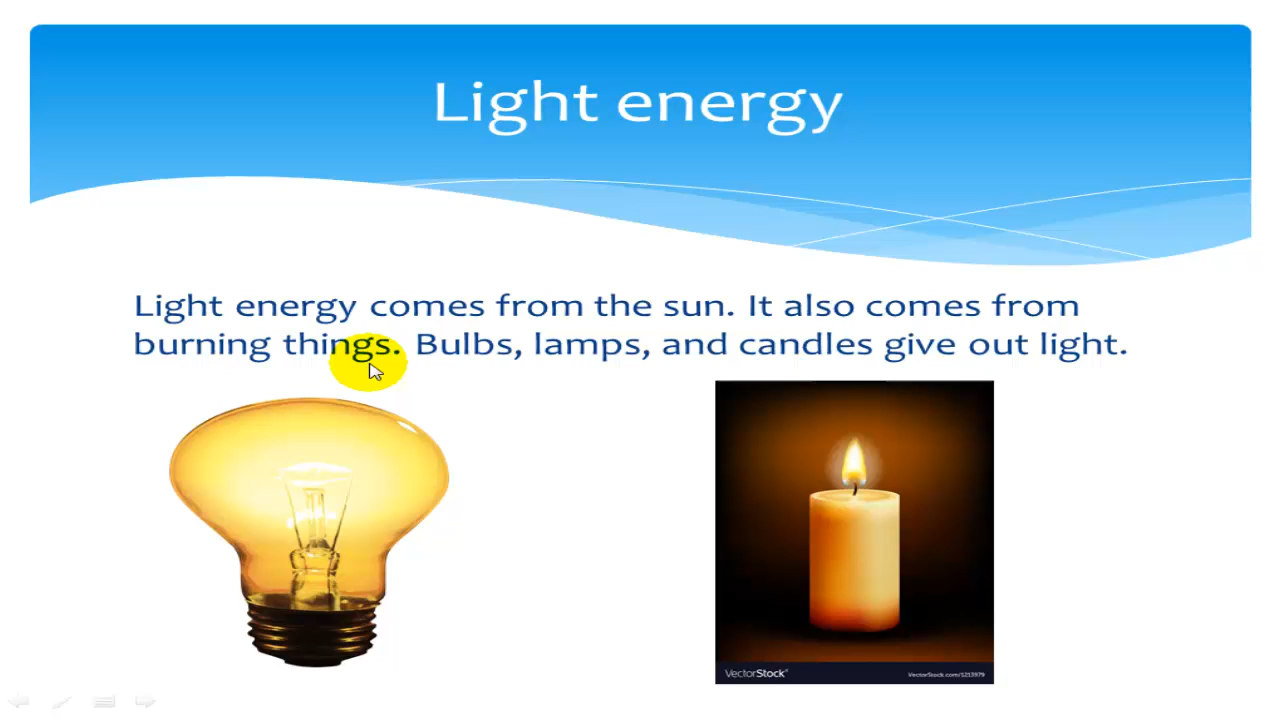 Light energy
Light energy comes from the sun. It also comes from
burning things. Bulbs, lamps, and candles give out light.
VectorStock®
VectorStock.com/1213979